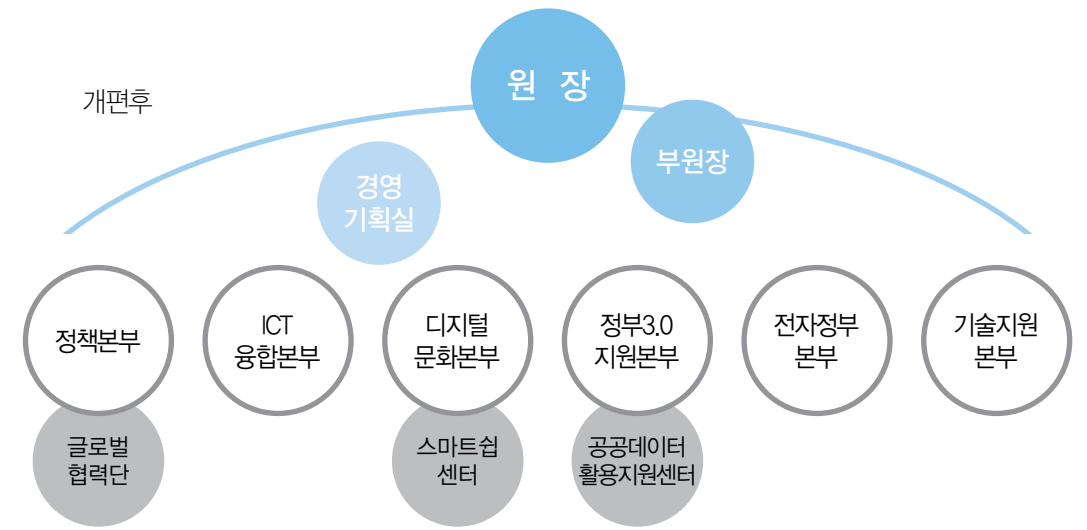 개편후
원 장
부원장
경영
기획실
정책본부
ICT
융합본부
디지털
문화본부
정부3.0
지원본부
전자정부
본부
기술지원
본부
글로벌
협력단
스마트쉼
센터
공공데이터
활용지원센터